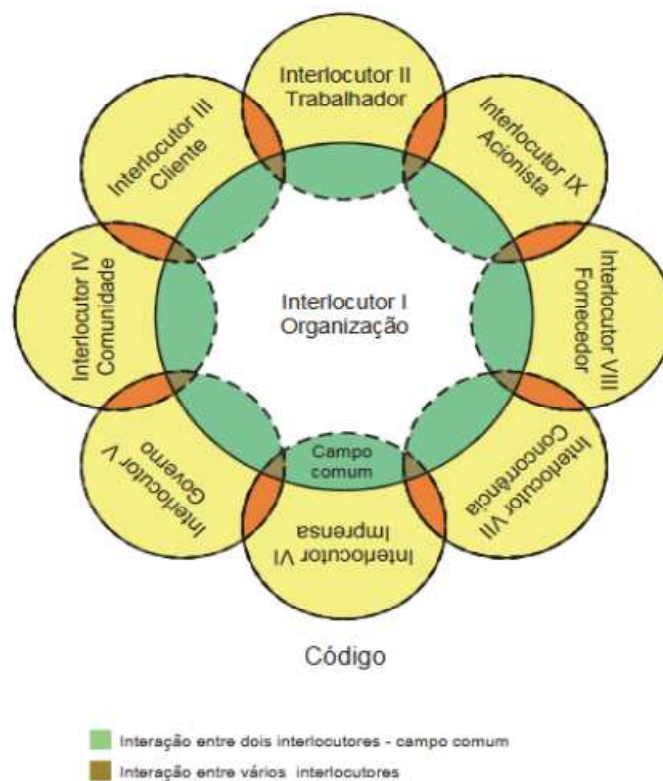 Interlocutor II
Trabalhador
Interlocutor III
Cliente
Interlocutor IX
Acionista
Interlocutor IV
Comunidade
Interlocutor I
Organização
Interlocutor VIII
Fornecedor
Interlocutor V
Governo
Campo
comum
Interlocutor VII
Concorrência
Interlocutor VI
Imprensa
Código
Interação entre dois interlocutores - campo comum
Interação entre vários interlocutores